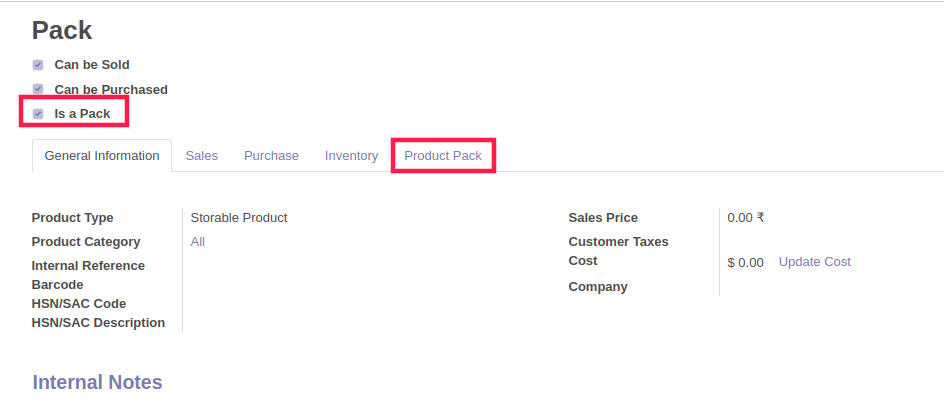 Pack
Can be Sold
Can be Purchased
Is a Pack
General Information Sales Purchase Inventory Product Pack
Product Type Storable Product
Product Category All
Internal Reference
Barcode
HSN/SAC Code
HSN/SAC Description
Sales Price 0.00 ₹
Customer Taxes
Cost $ 0.00 Update Cost
Company
Internal Notes